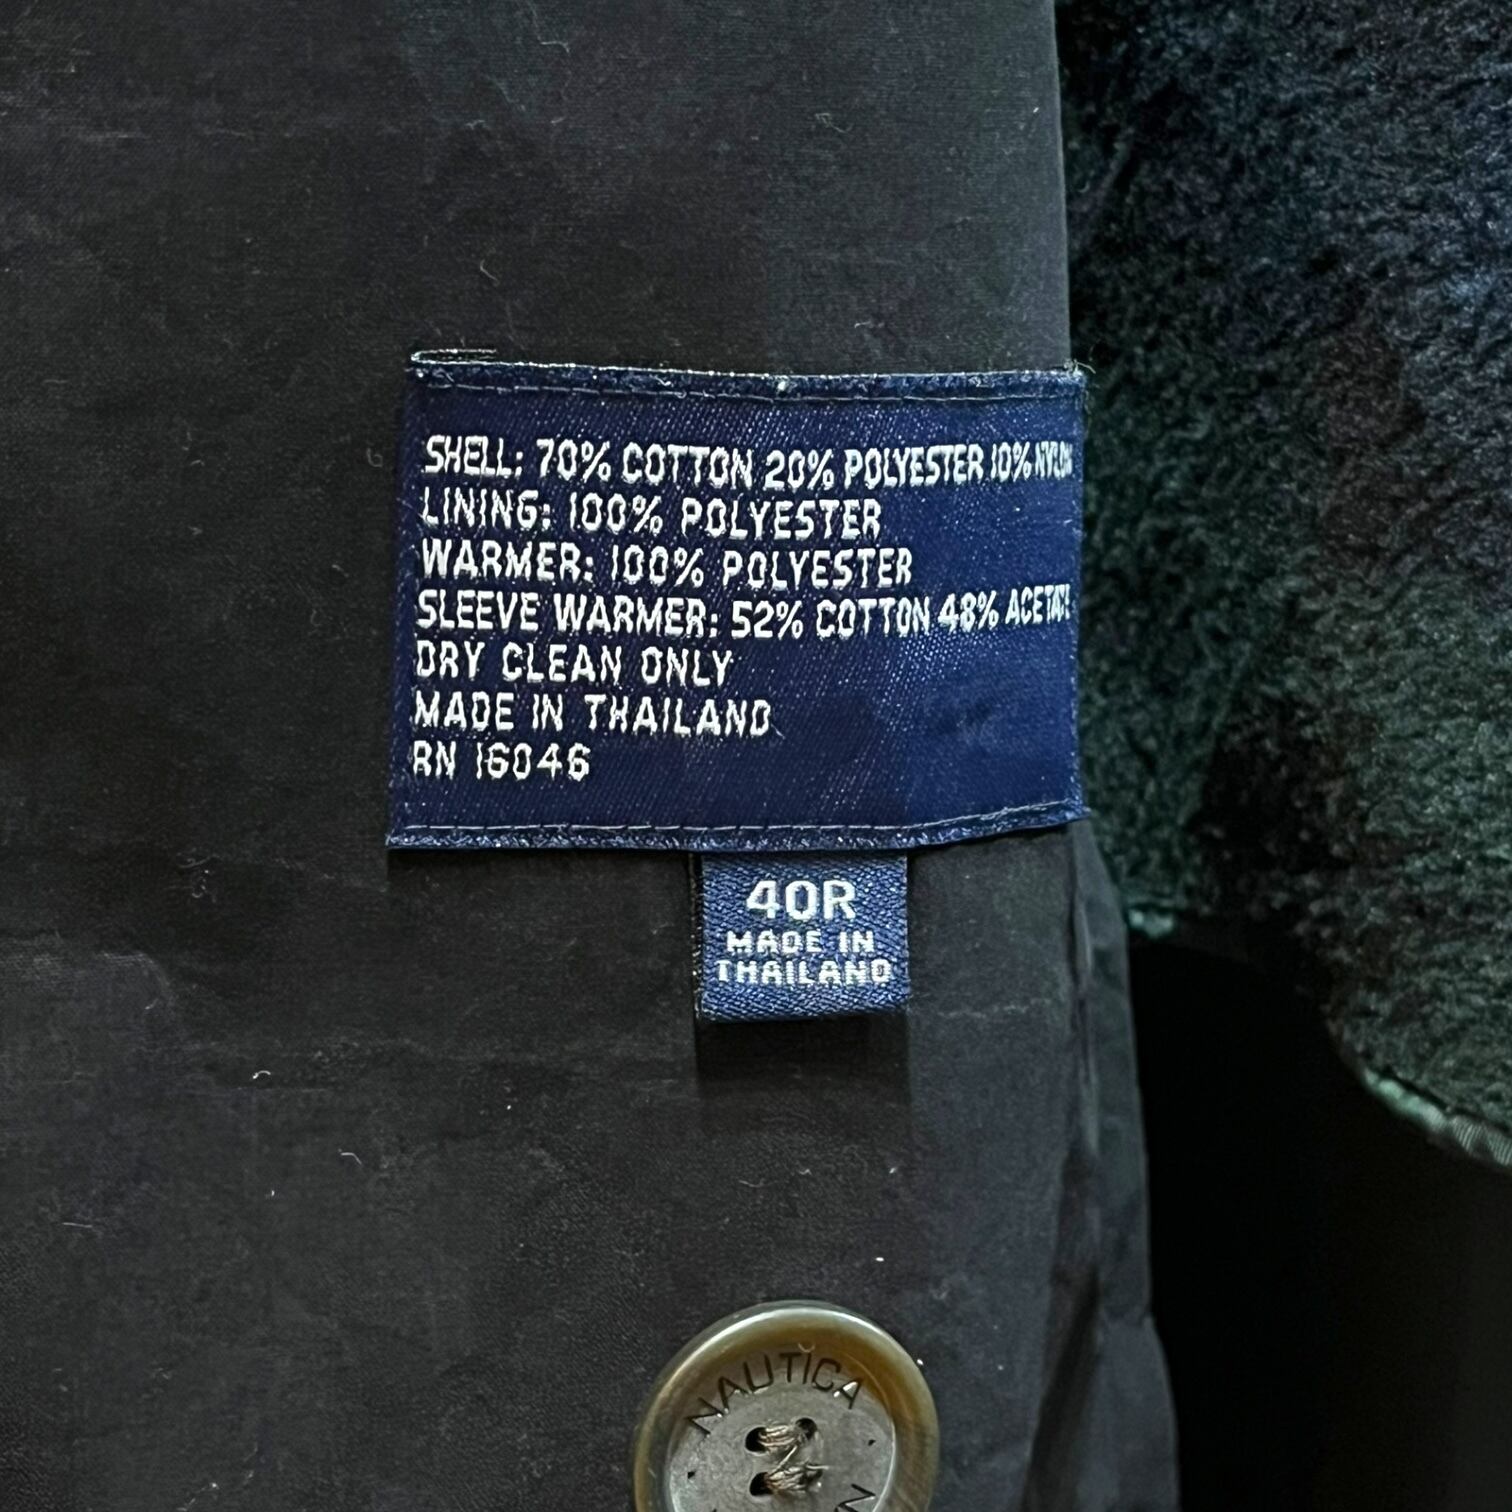 SHELL: 70% COTTON 20% POLYESTER 10% NYLON
LINING: 100% POLYESTER
WARMER: 100% POLYESTER
SLEEVE WARMER: 52% COTTON 48% ACETATE
DRY CLEAN ONLY
MADE IN THAILAND
RN 16046
40R
MADE IN
THAILAND
NAUTICA